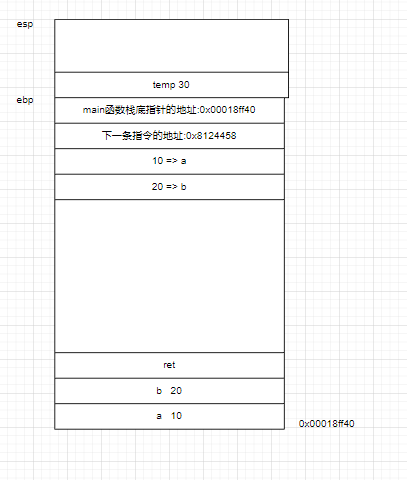 esp
temp 30
ebp
main函数栈底指针的地址:0x00018ff40
下一条指令的地址:0x8124458
10 => a
20 => b
ret
b 20
a 10
0x00018ff40